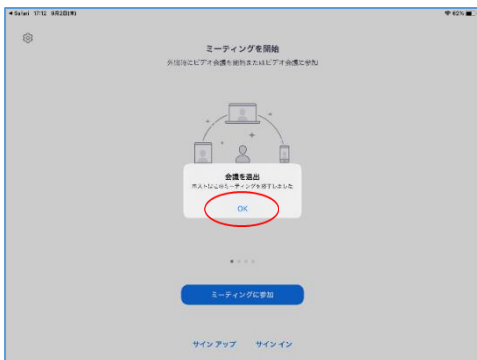 17:12
62%
ミーティングを開始
外出時にビデオ会議を開始またはビデオ会議に参加
会議を退出
ホストはこのミーティングを終了しました
OK
ミーティングに参加
サイン アップ サイン イン